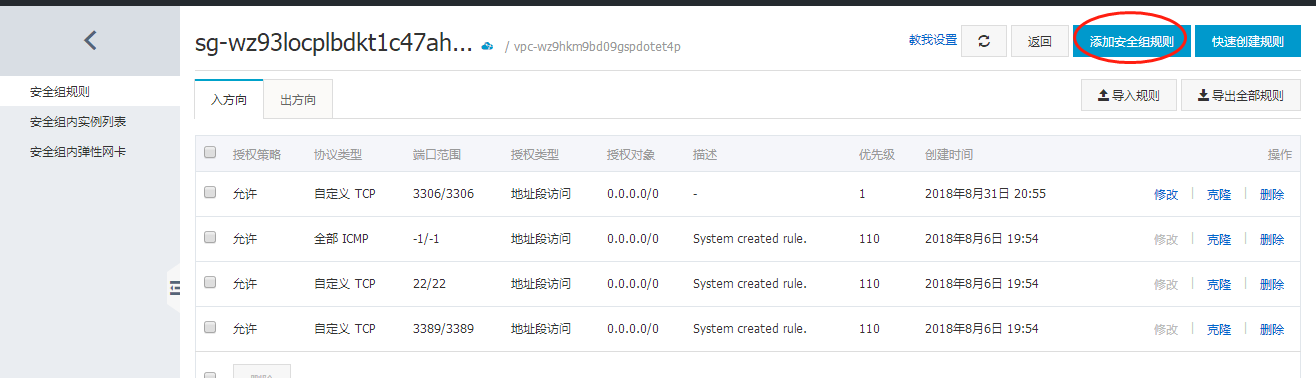 sg-wz93locplbdkt1c47ah... / vpc-wz9hkm9bd09gspdotet4p 教我设置 返回 添加安全组规则 快速创建规则
安全组规则
安全组内实例列表
安全组内弹性网卡
入方向 出方向 导入规则 导出全部规则
授权策略 协议类型 端口范围 授权类型 授权对象 描述 优先级 创建时间 操作
允许 自定义 TCP 3306/3306 地址段访问 0.0.0.0/0 - 1 2018年8月31日 20:55 修改 克隆 删除
允许 全部 ICMP -1/-1 地址段访问 0.0.0.0/0 System created rule. 110 2018年8月6日 19:54 修改 克隆 删除
允许 自定义 TCP 22/22 地址段访问 0.0.0.0/0 System created rule. 110 2018年8月6日 19:54 修改 克隆 删除
允许 自定义 TCP 3389/3389 地址段访问 0.0.0.0/0 System created rule. 110 2018年8月6日 19:54 修改 克隆 删除